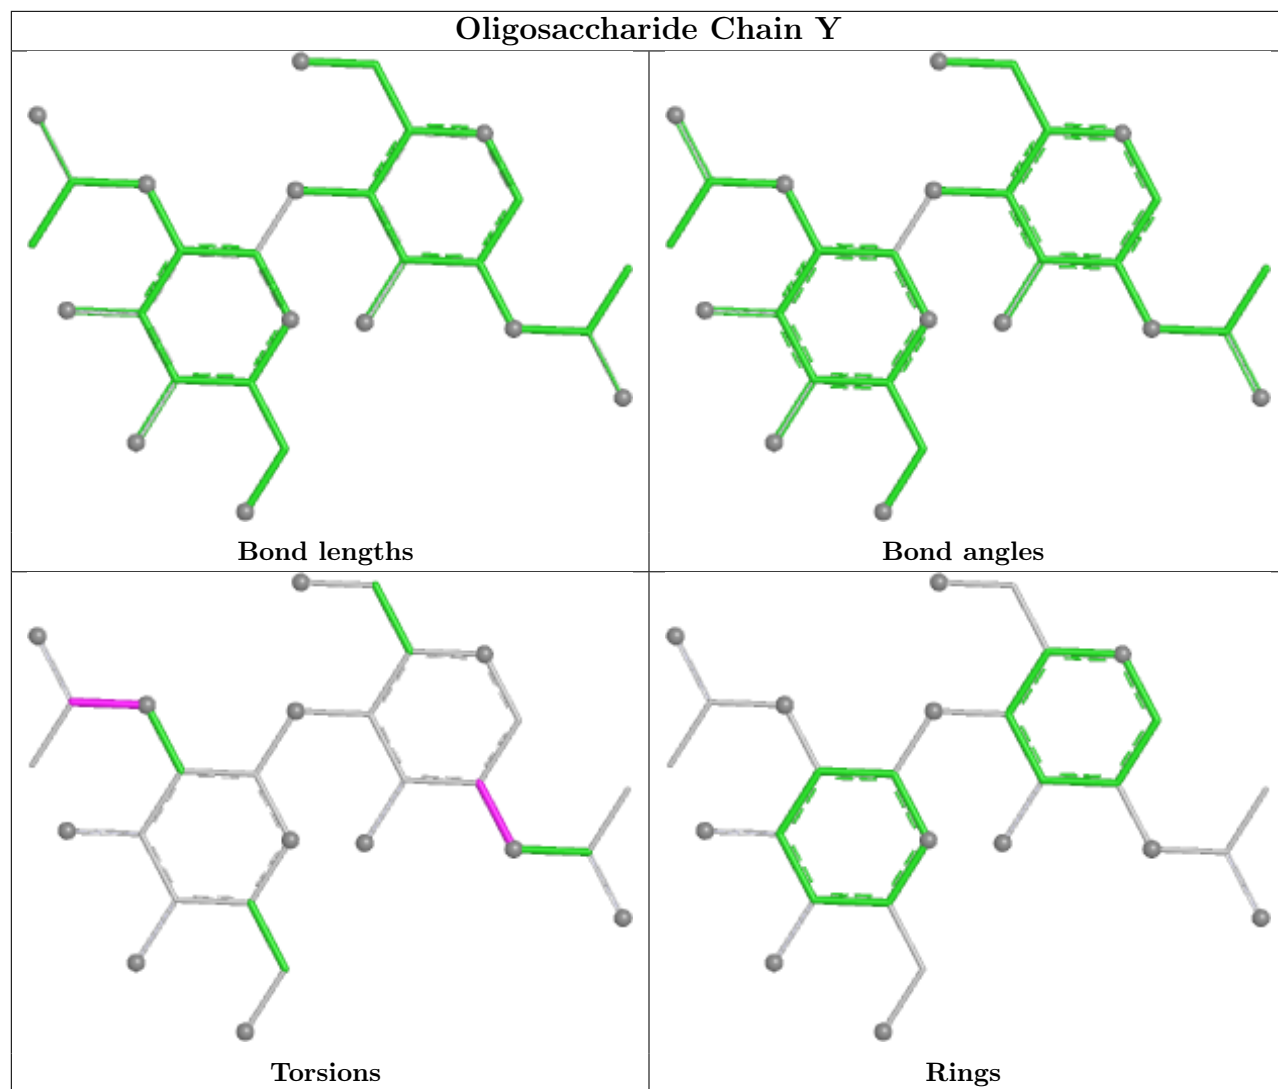 Oligosaccharide Chain Y
Bond lengths
Bond angles
Torsions
Rings